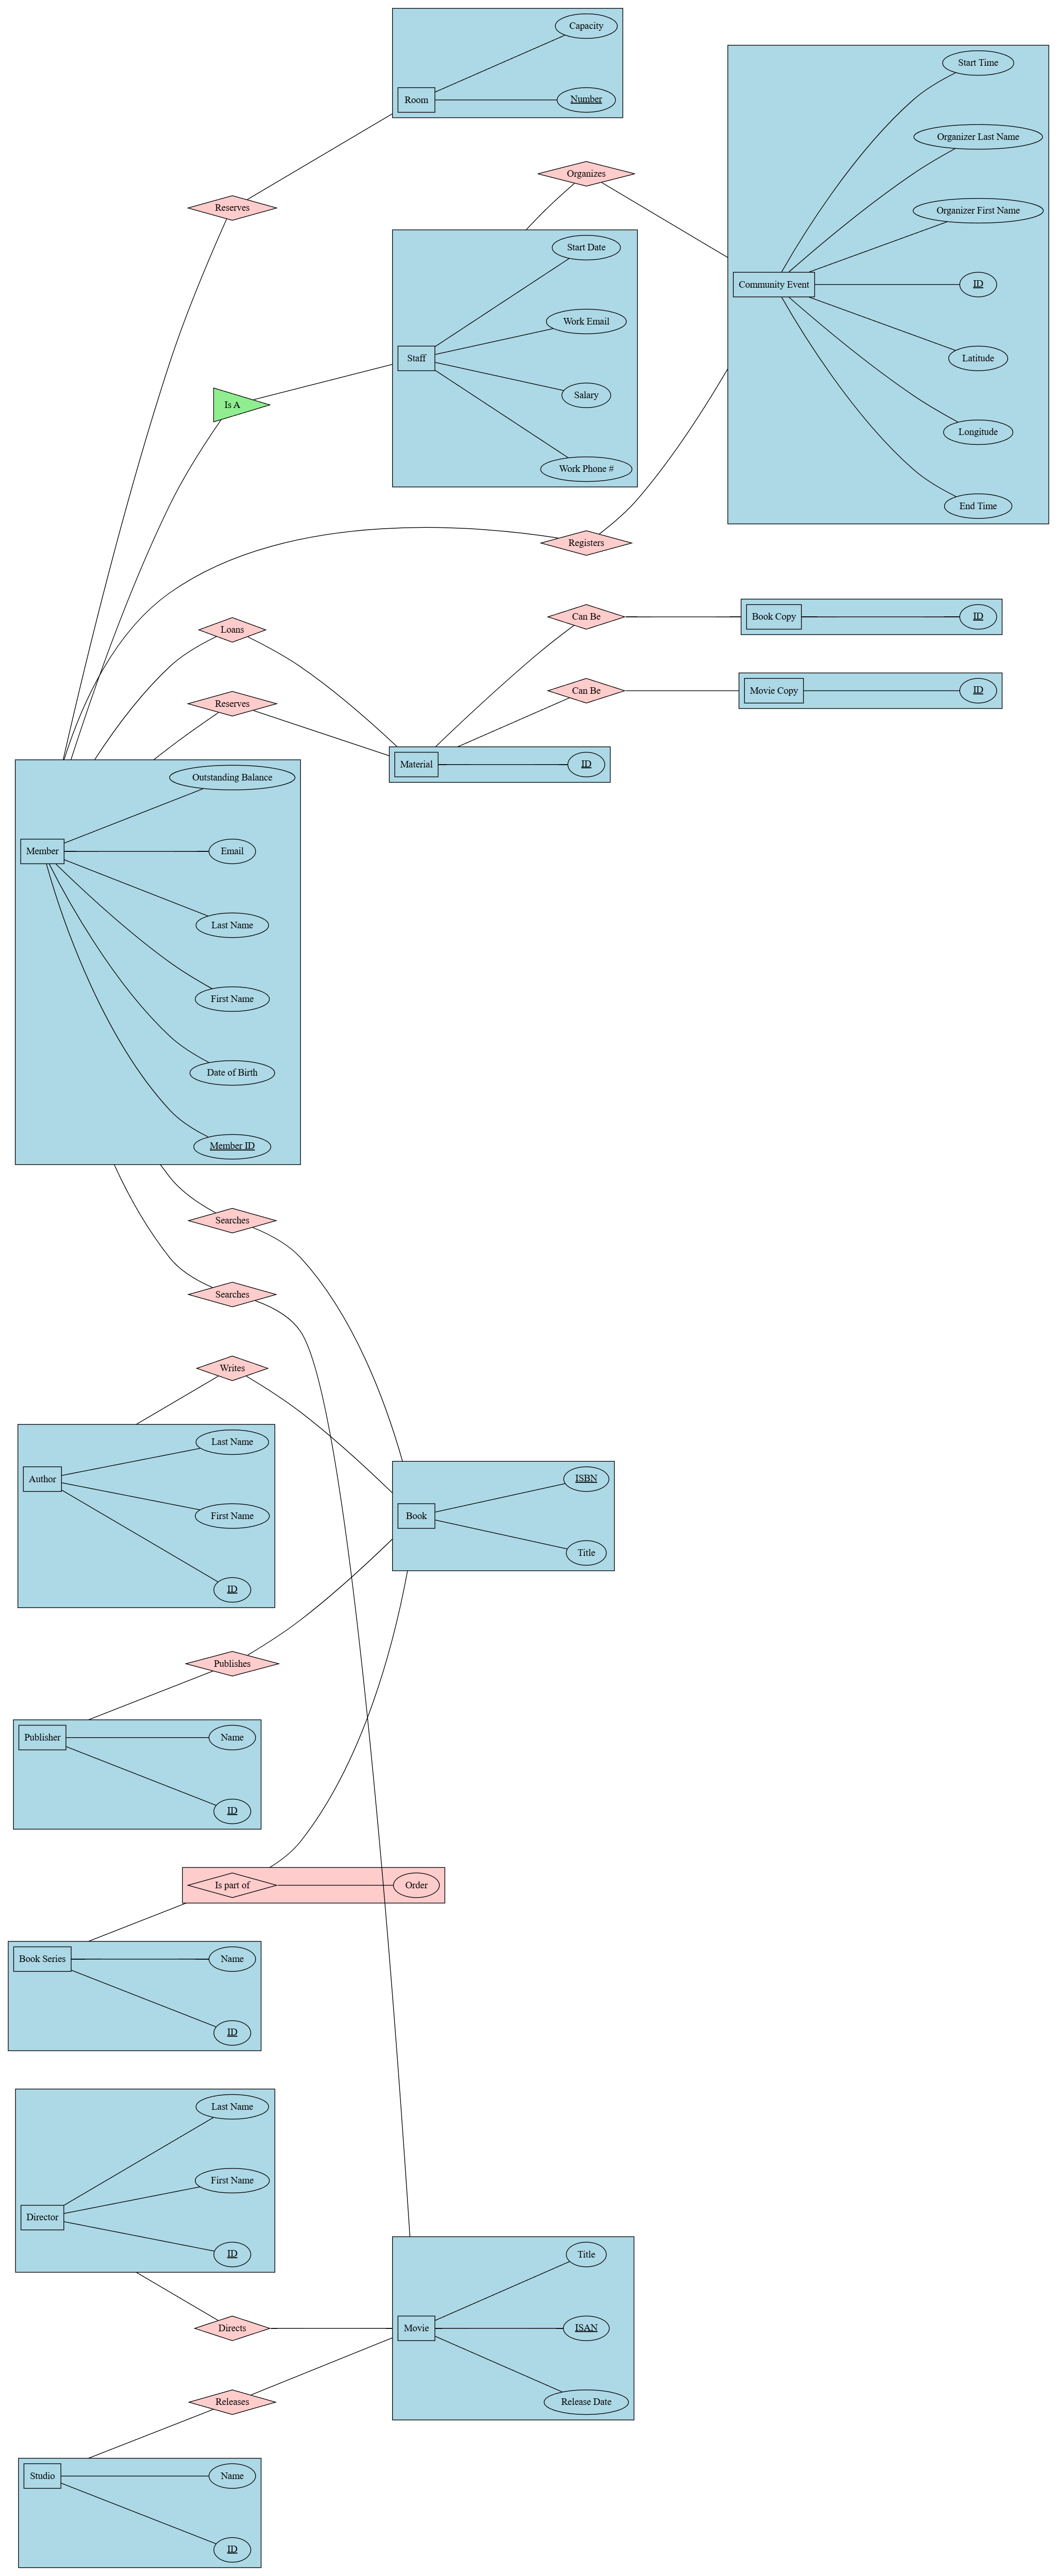 Capacity
Room
Number
Start Time
Organizer Last Name
Organizes
Reserves
Organizer First Name
Start Date
Community Event
ID
Work Email
Staff
Latitude
Salary
Is A
Longitude
Work Phone #
End Time
Registers
Can Be
Book Copy
ID
Loans
Can Be
Movie Copy
ID
Reserves
Material
ID
Outstanding Balance
Member
Email
Last Name
First Name
Date of Birth
Member ID
Searches
Searches
Writes
Last Name
Author
First Name
ID
ISBN
Book
Title
Publishes
Publisher
Name
ID
Is part of
Order
Book Series
Name
ID
Last Name
First Name
Director
ID
Title
Directs
Movie
ISAN
Releases
Release Date
Studio
Name
ID